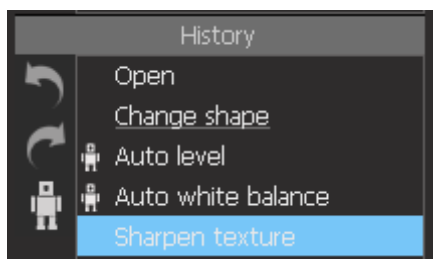 History
Open
Change shape
Auto level
Auto white balance
Sharpen texture